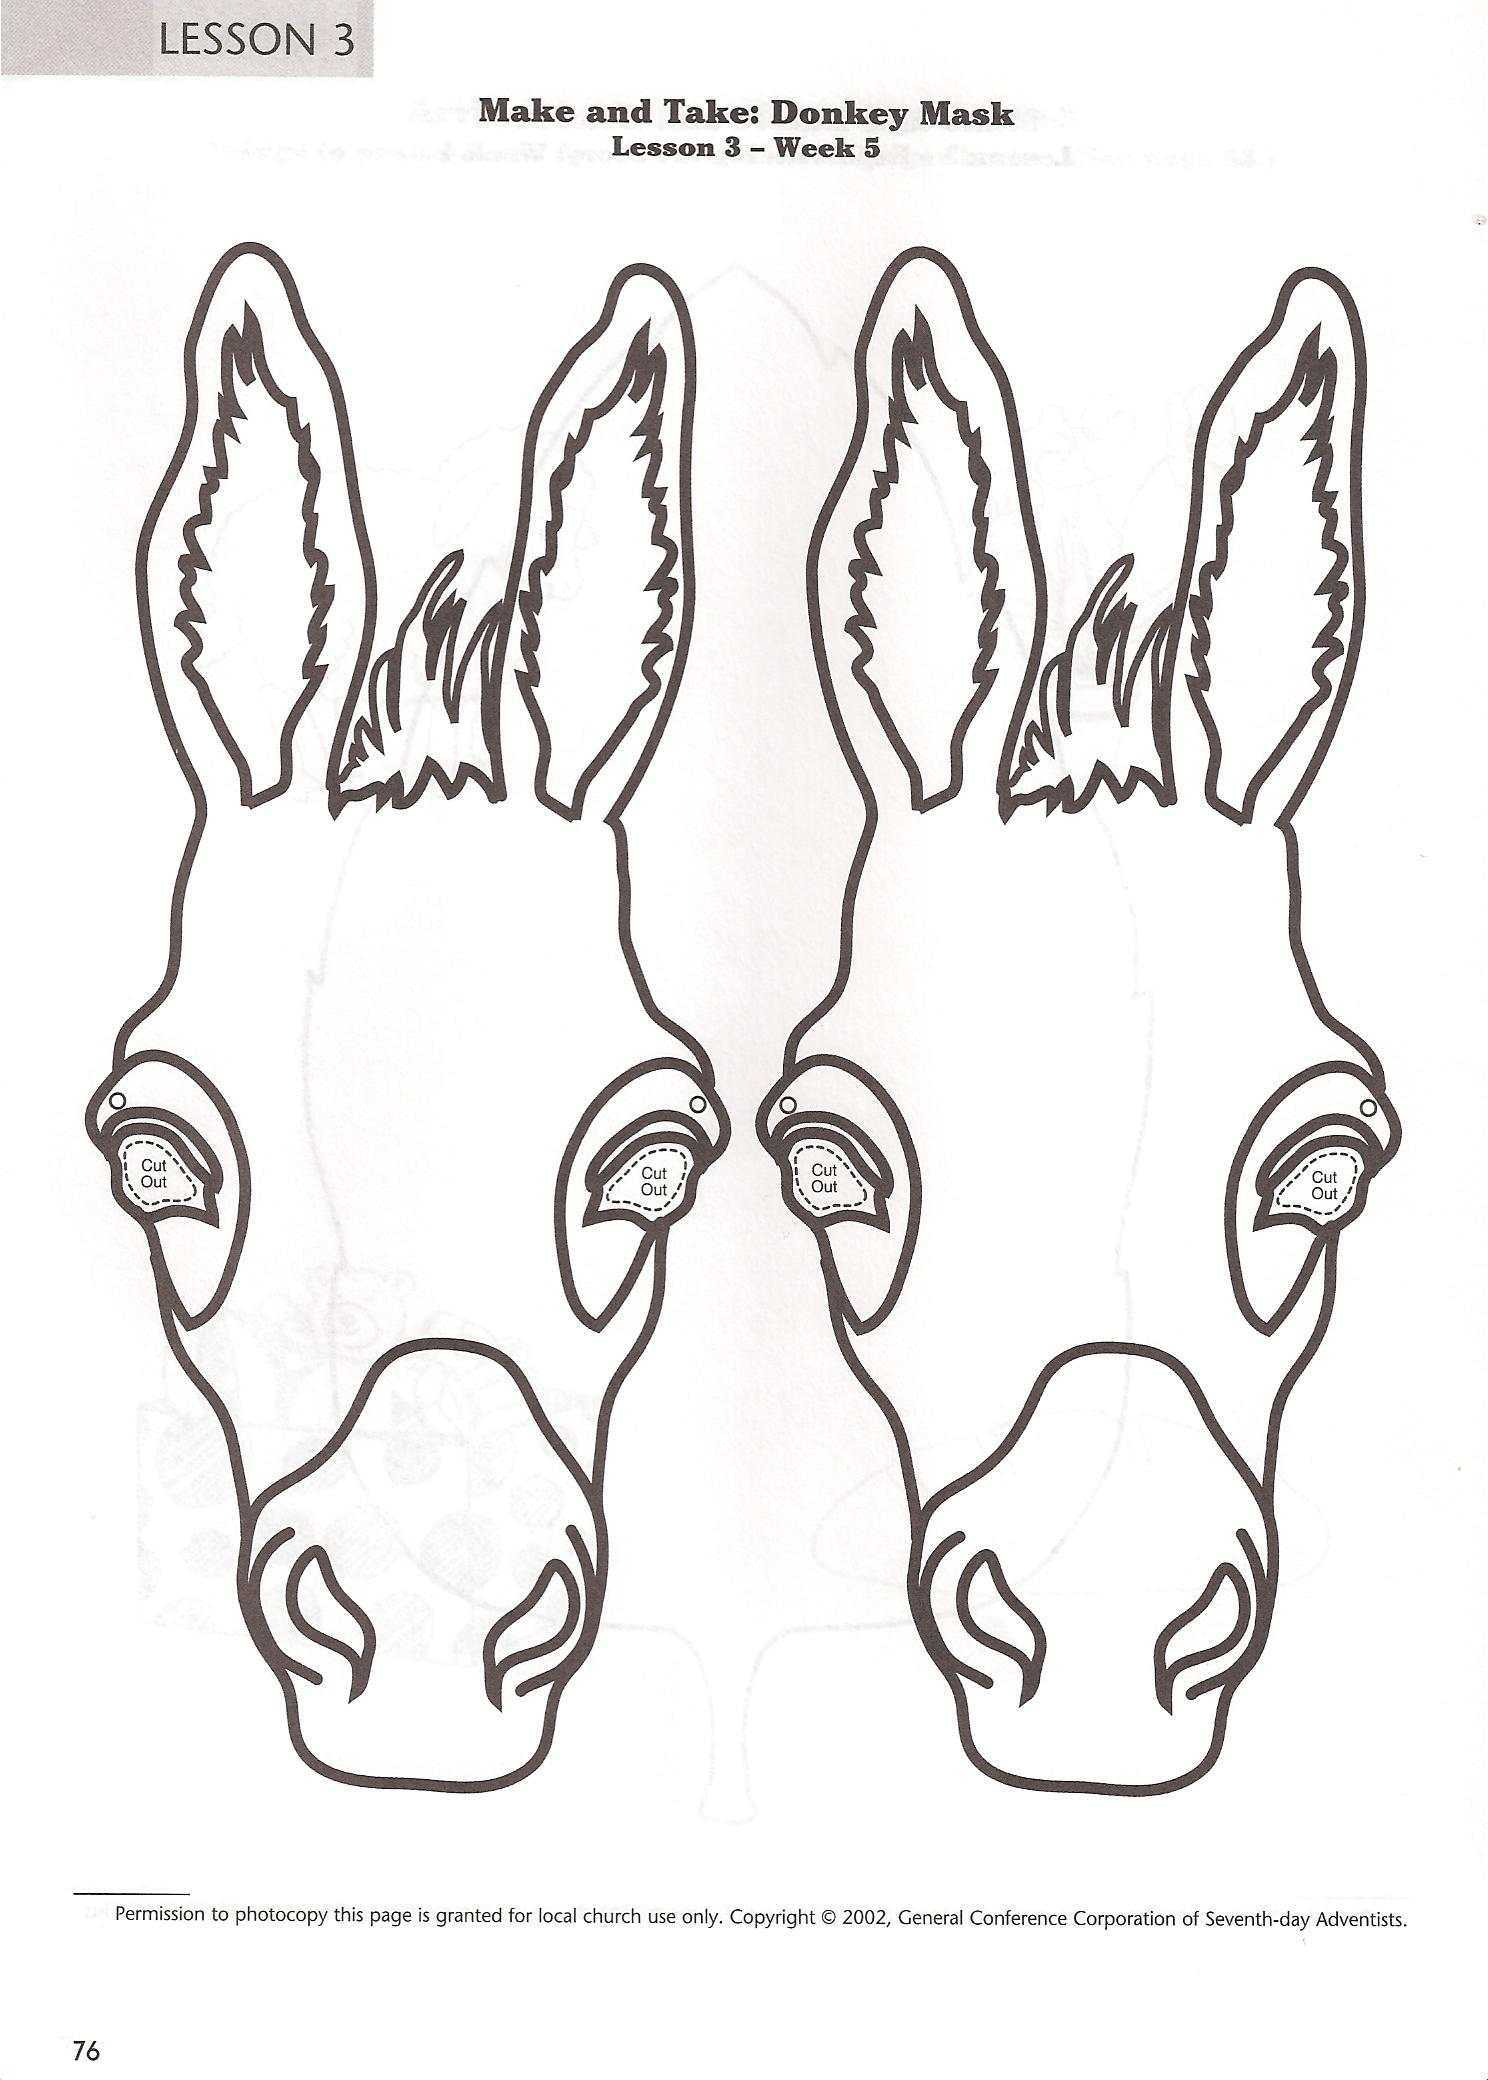 LESSON 3
Make and Take: Donkey Mask
Lesson 3 – Week 5
Cut
Out
Cut
Out
Cut
Out
Cut
Out
Permission to photocopy this page is granted for local church use only. Copyright © 2002, General Conference Corporation of Seventh-day Adventists.
76